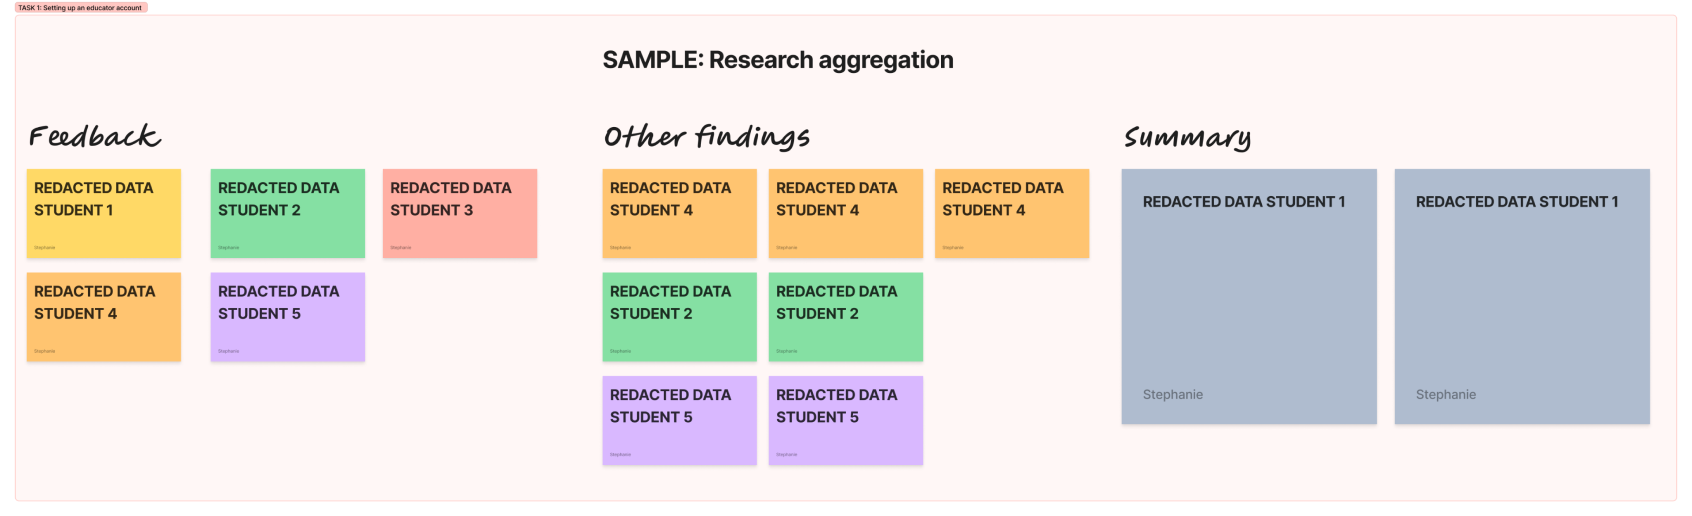 TASK 1: Setting up an educator account
SAMPLE: Research aggregation
Feedback
REDACTED DATA
STUDENT 1
Stephanie
REDACTED DATA
STUDENT 2
Stephanie
REDACTED DATA
STUDENT 3
Stephanie
REDACTED DATA
STUDENT 4
Stephanie
REDACTED DATA
STUDENT 5
Stephanie
Other findings
REDACTED DATA
STUDENT 4
Stephanie
REDACTED DATA
STUDENT 4
Stephanie
REDACTED DATA
STUDENT 4
Stephanie
REDACTED DATA
STUDENT 2
Stephanie
REDACTED DATA
STUDENT 2
Stephanie
REDACTED DATA
STUDENT 5
Stephanie
REDACTED DATA
STUDENT 5
Stephanie
Summary
REDACTED DATA STUDENT 1
Stephanie
REDACTED DATA STUDENT 1
Stephanie